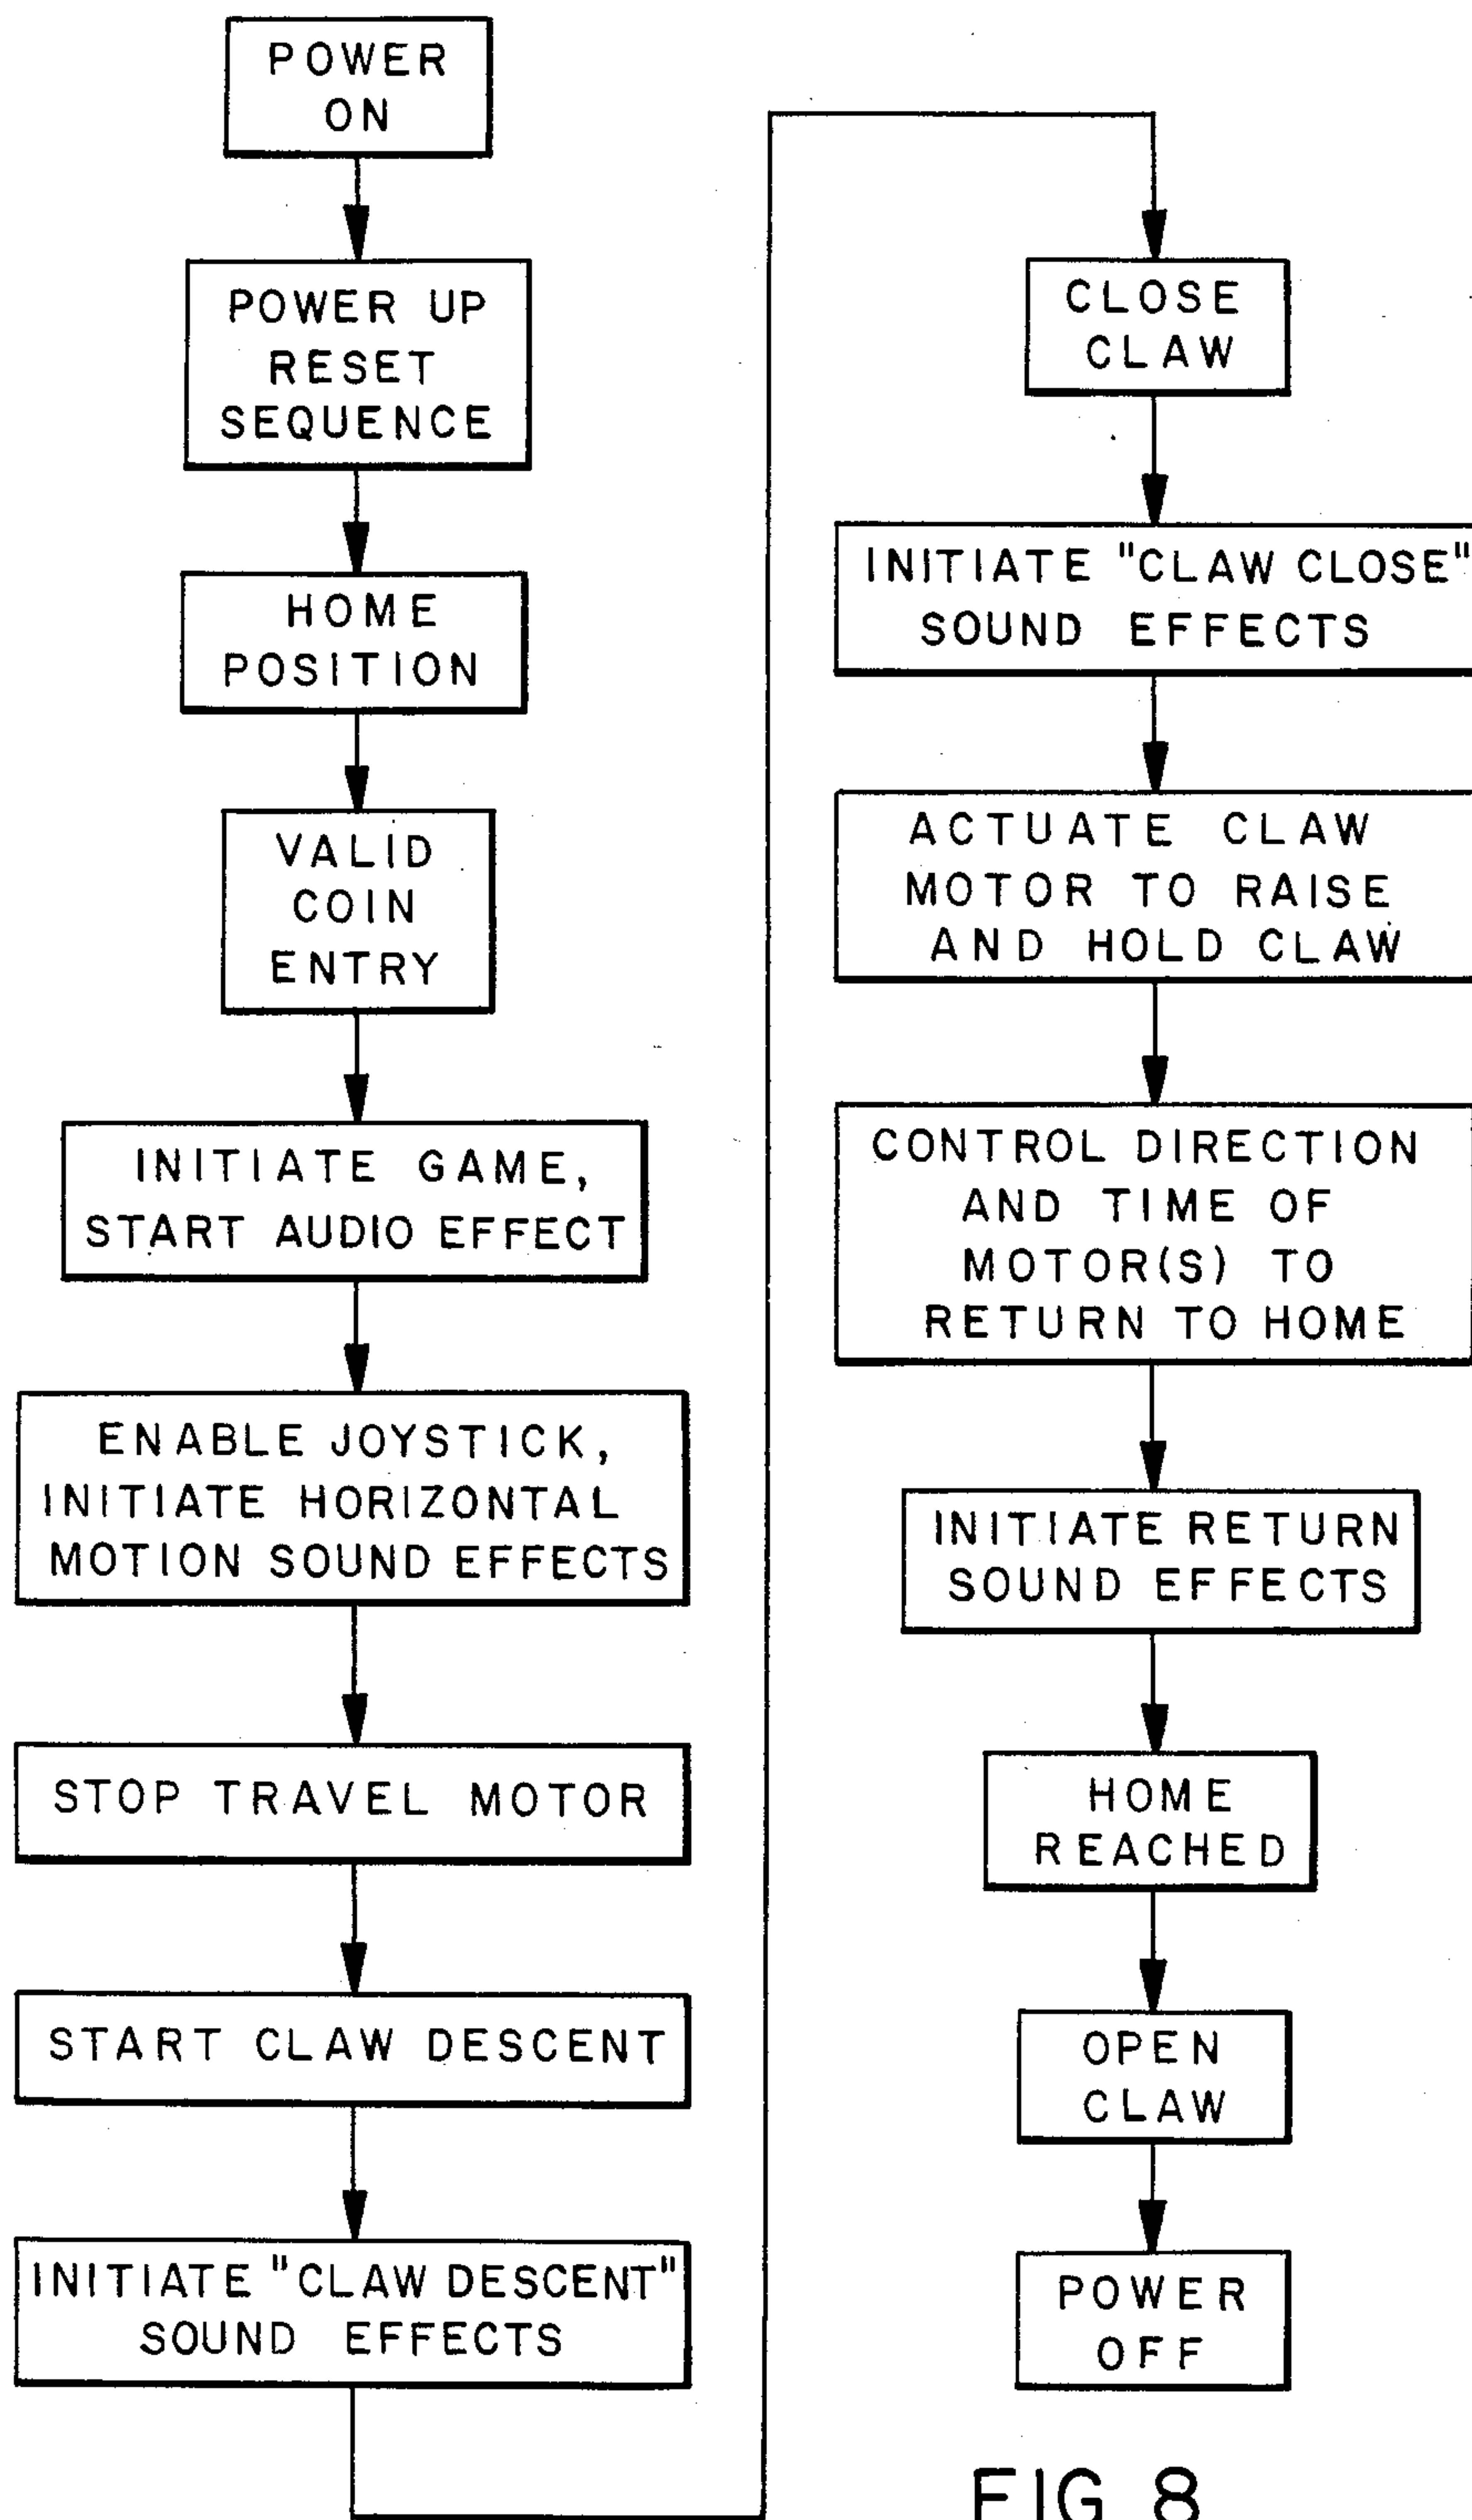 POWER
ON
POWER UP
RESET
SEQUENCE
HOME
POSITION
VALID
COIN
ENTRY
INITIATE GAME,
START AUDIO EFFECT
ENABLE JOYSTICK,
INITIATE HORIZONTAL
MOTION SOUND EFFECTS
STOP TRAVEL MOTOR
START CLAW DESCENT
INITIATE "CLAW DESCENT"
SOUND EFFECTS
CLOSE
CLAW
INITIATE "CLAW CLOSE"
SOUND EFFECTS
ACTUATE CLAW
MOTOR TO RAISE
AND HOLD CLAW
CONTROL DIRECTION
AND TIME OF
MOTOR(S) TO
RETURN TO HOME
INITIATE RETURN
SOUND EFFECTS
HOME
REACHED
OPEN
CLAW
POWER
OFF
FIG 8